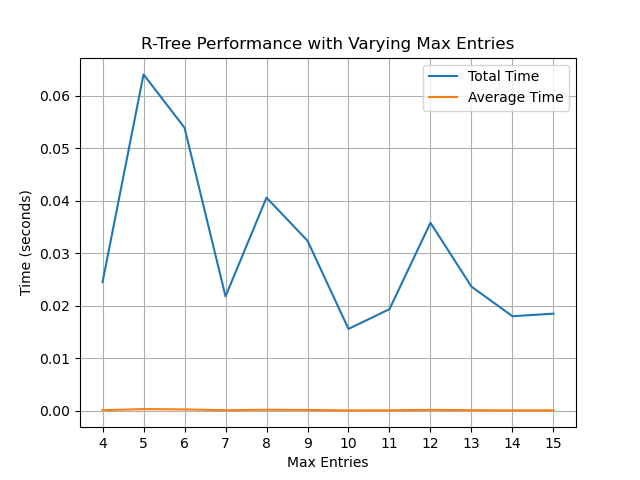 R-Tree Performance with Varying Max Entries
Total Time
Average Time
Time (seconds)
0.06
0.05
0.04
0.03
0.02
0.01
0.00
4 5 6 7 8 9 10 11 12 13 14 15
Max Entries